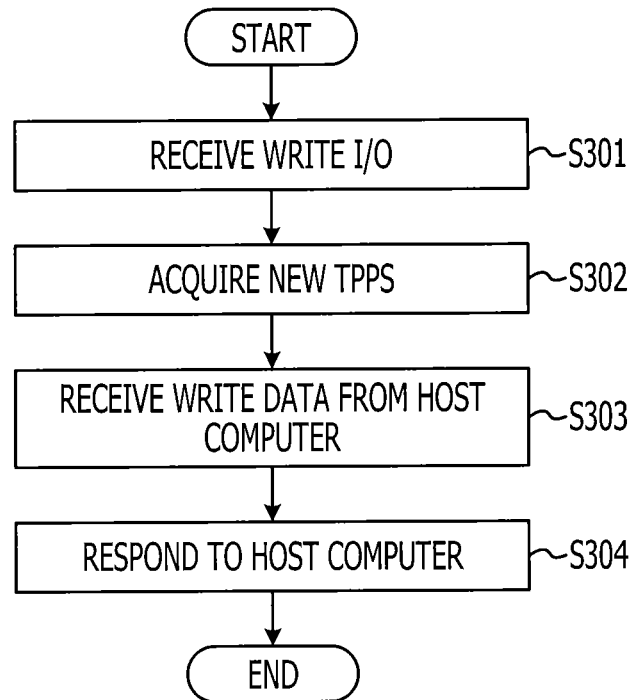 START
RECEIVE WRITE I/O
S301
ACQUIRE NEW TPPS
S302
RECEIVE WRITE DATA FROM HOST
COMPUTER
S303
RESPOND TO HOST COMPUTER
S304
END